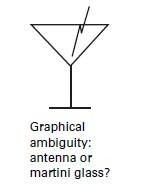 Graphical
ambiguity:
antenna or
martini glass?